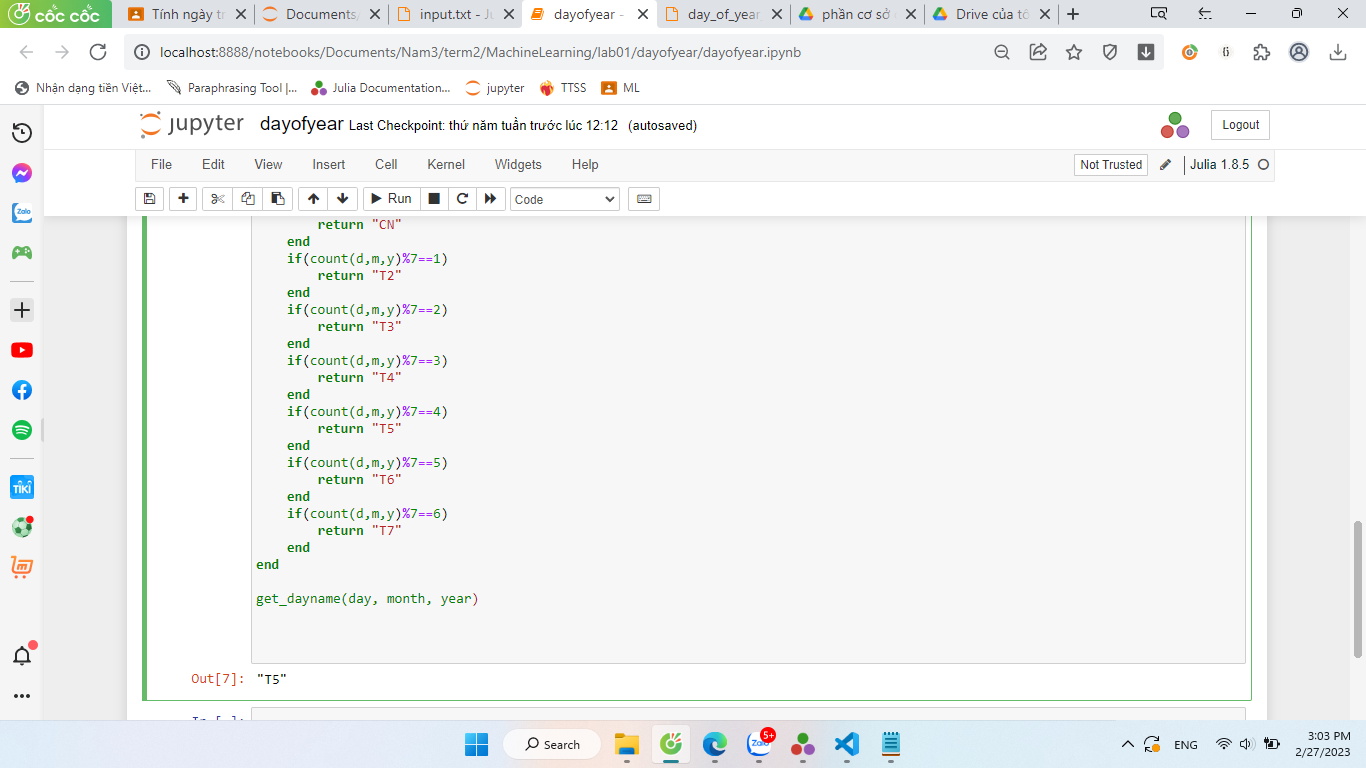 cốc cốc
Tính ngày tr
Documents/
input.txt - Ju
dayofyear -
day_of_year
phần cơ sở
Drive của tô
localhost:8888/notebooks/Documents/Nam3/term2/MachineLearning/lab01/dayofyear/dayofyear.ipynb
Nhận dạng tiền Việt...
Paraphrasing Tool |...
Julia Documentation...
jupyter
TTSS
ML
jupyter dayofyear Last Checkpoint: thứ năm tuần trước lúc 12:12 (autosaved)
Logout
File Edit View Insert Cell Kernel Widgets Help
Not Trusted
Julia 1.8.5
Run
Code
return "CN"
end
if(count(d,m,y)%7==1)
return "T2"
end
if(count(d,m,y)%7==2)
return "T3"
end
if(count(d,m,y)%7==3)
return "T4"
end
if(count(d,m,y)%7==4)
return "T5"
end
if(count(d,m,y)%7==5)
return "T6"
end
if(count(d,m,y)%7==6)
return "T7"
end
end
get_dayname(day, month, year)
Out[7]: "T5"
Zalo
TIKI
Search
Zalo
5+
ENG
3:03 PM
2/27/2023